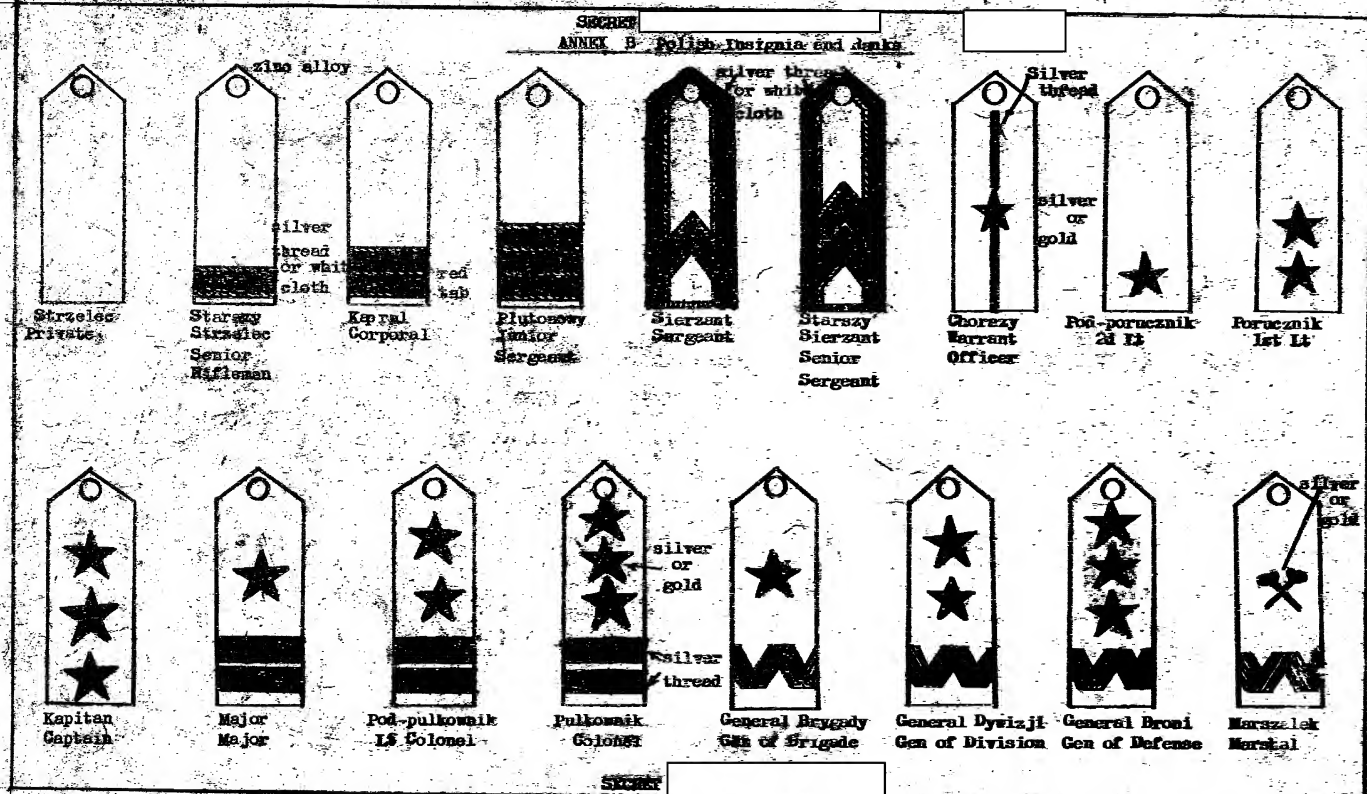 SECRET
ANNEX B Polish Insignia and
zinc alloy
silver thread
or white
cloth
Silver
thread
silver
thread
or whit
cloth
red
tab
silver
or
gold
Strzelec
Private
Starszy
Strzelec
Senior
Rifleman
Kapral
Corporal
Plutonowy
Junior
Sergeant
Sierzant
Sergeant
Starszy
Sierzant
Senior
Sergeant
Chorezy
Warrant
Officer
Pod-porucznik
2d Lt
Porucznik
1st Lt
silver
or
gold
silver
or
gold
silver
thread
Kapitan
Captain
Major
Major
Pod-pulkownik
Lt Colonel
Pulkownik
Colonel
General Brygady
Gen of Brigade
General Dywizji
Gen of Division
General Broni
Gen of Defense
Marszalek
Marshal
SECRET